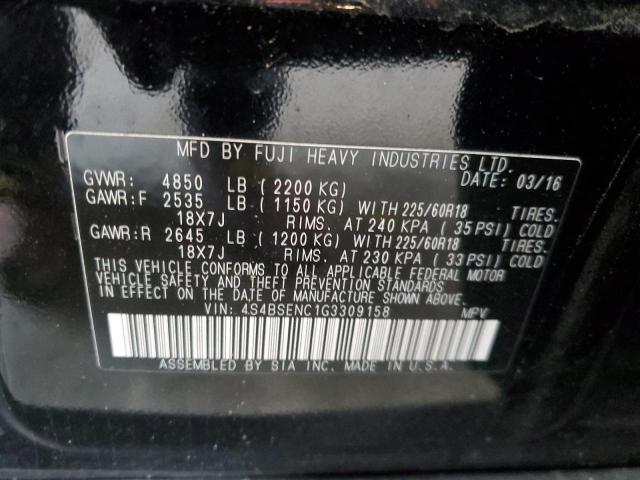 MFD BY FUJI HEAVY INDUSTRIES LTD.
GVWR: 4850 LB (2200 KG) DATE: 03/16
GAWR:F 2535 LB (1150 KG) WITH 225/60R18 TIRES.
18X7J RIMS. AT 240 KPA (35 PSI) COLD
GAWR:R 2645 LB (1200 KG) WITH 225/60R18 TIRES.
18X7J RIMS. AT 230 KPA (33 PSI) COLD
THIS VEHICLE CONFORMS TO ALL APPLICABLE FEDERAL MOTOR
VEHICLE SAFETY AND THEFT PREVENTION STANDARDS IN
EFFECT ON THE DATE OF MANUFACTURE SHOWN ABOVE.
VIN: 4S4BSENC1G3309158 MPV
ASSEMBLED BY SIA INC. MADE IN U.S.A.